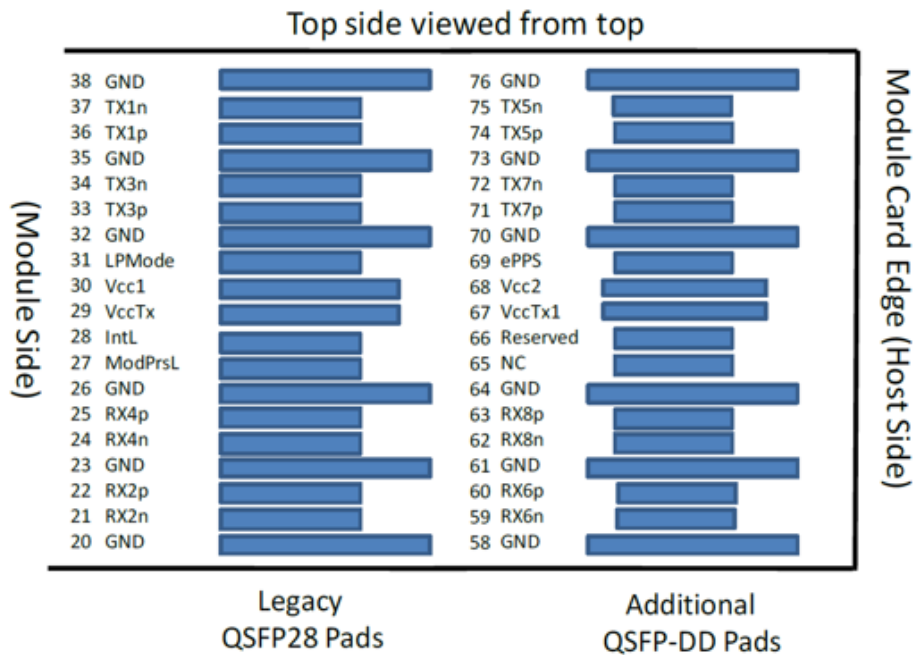 Top side viewed from top
38 GND 76 GND
37 TX1n 75 TX5n
36 TX1p 74 TX5p
35 GND 73 GND
34 TX3n 72 TX7n
33 TX3p 71 TX7p
32 GND 70 GND
31 LPMode 69 ePPS
30 Vcc1 68 Vcc2
29 VccTx 67 VccTx1
28 IntL 66 Reserved
27 ModPrsL 65 NC
26 GND 64 GND
25 RX4p 63 RX8p
24 RX4n 62 RX8n
23 GND 61 GND
22 RX2p 60 RX6p
21 RX2n 59 RX6n
20 GND 58 GND
(Module Side)
Module Card Edge (Host Side)
Legacy
QSFP28 Pads
Additional
QSFP-DD Pads